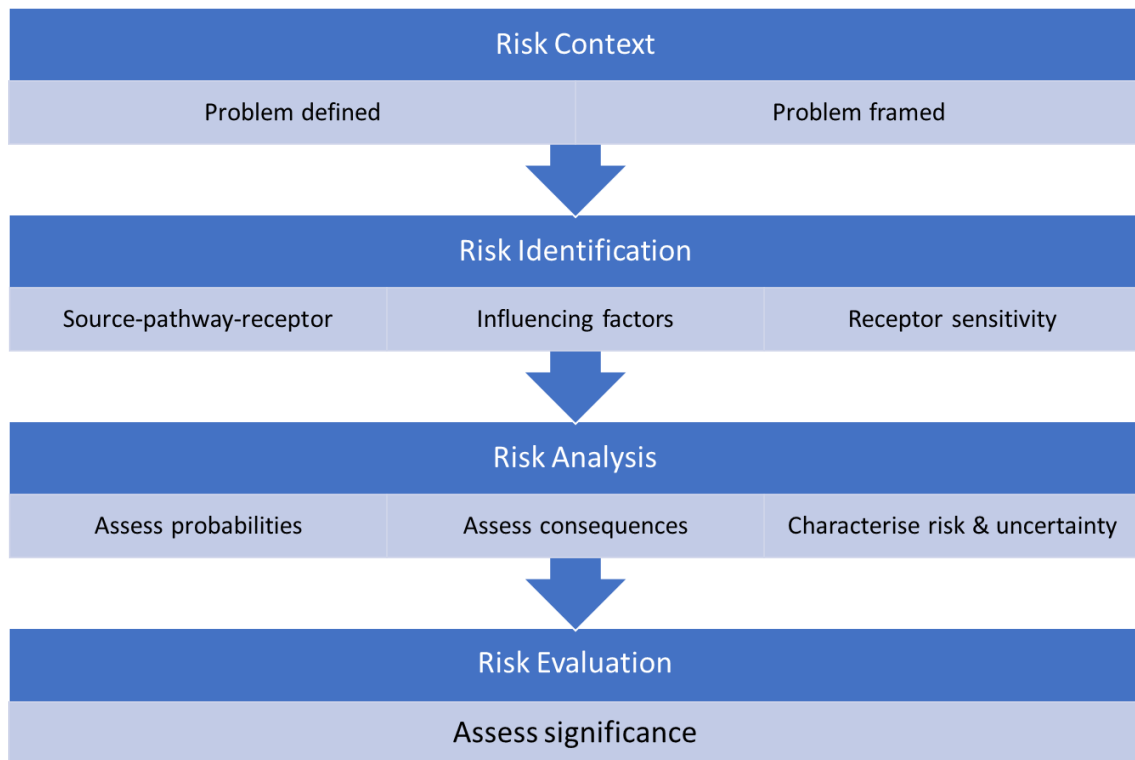 Risk Context
Problem defined
Problem framed
Risk Identification
Source-pathway-receptor
Influencing factors
Receptor sensitivity
Risk Analysis
Assess probabilities
Assess consequences
Characterise risk & uncertainty
Risk Evaluation
Assess significance